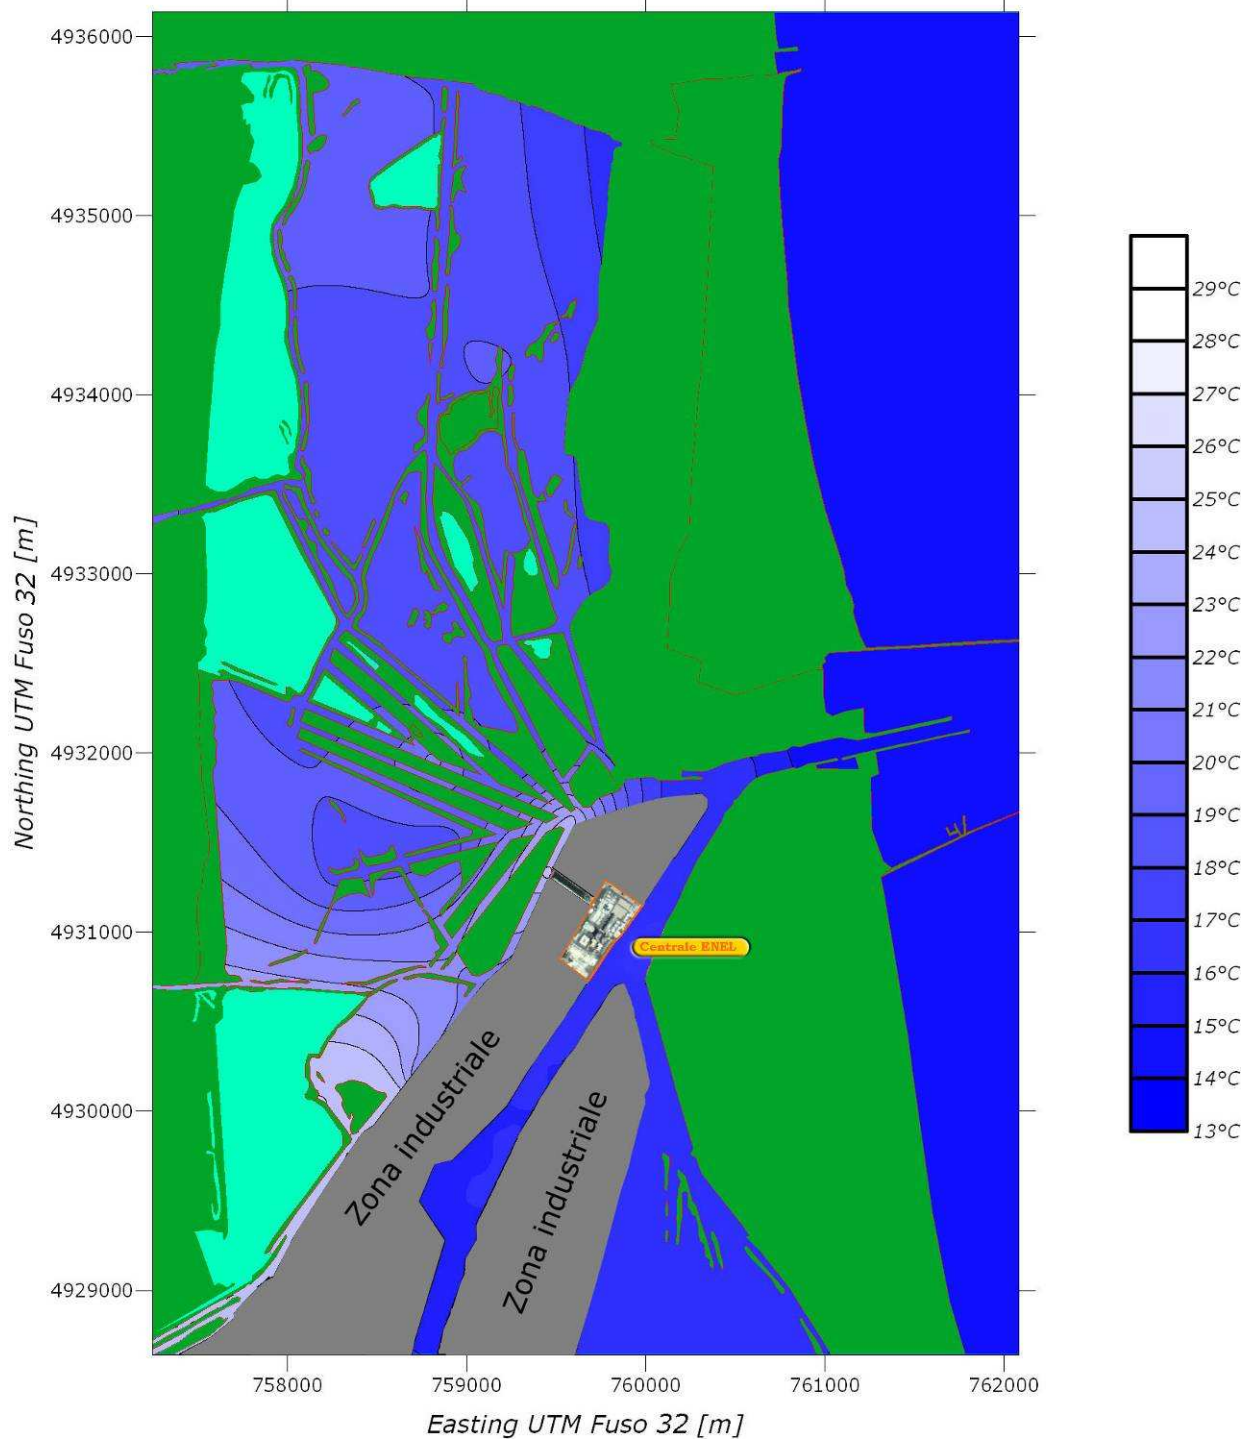 4936000
4935000
4934000
4933000
4932000
4931000
4930000
4929000
Northing UTM Fuso 32 [m]
758000
759000
760000
761000
762000
Easting UTM Fuso 32 [m]
Centrale ENEL
Zona industriale
Zona industriale
29°C
28°C
27°C
26°C
25°C
24°C
23°C
22°C
21°C
20°C
19°C
18°C
17°C
16°C
15°C
14°C
13°C